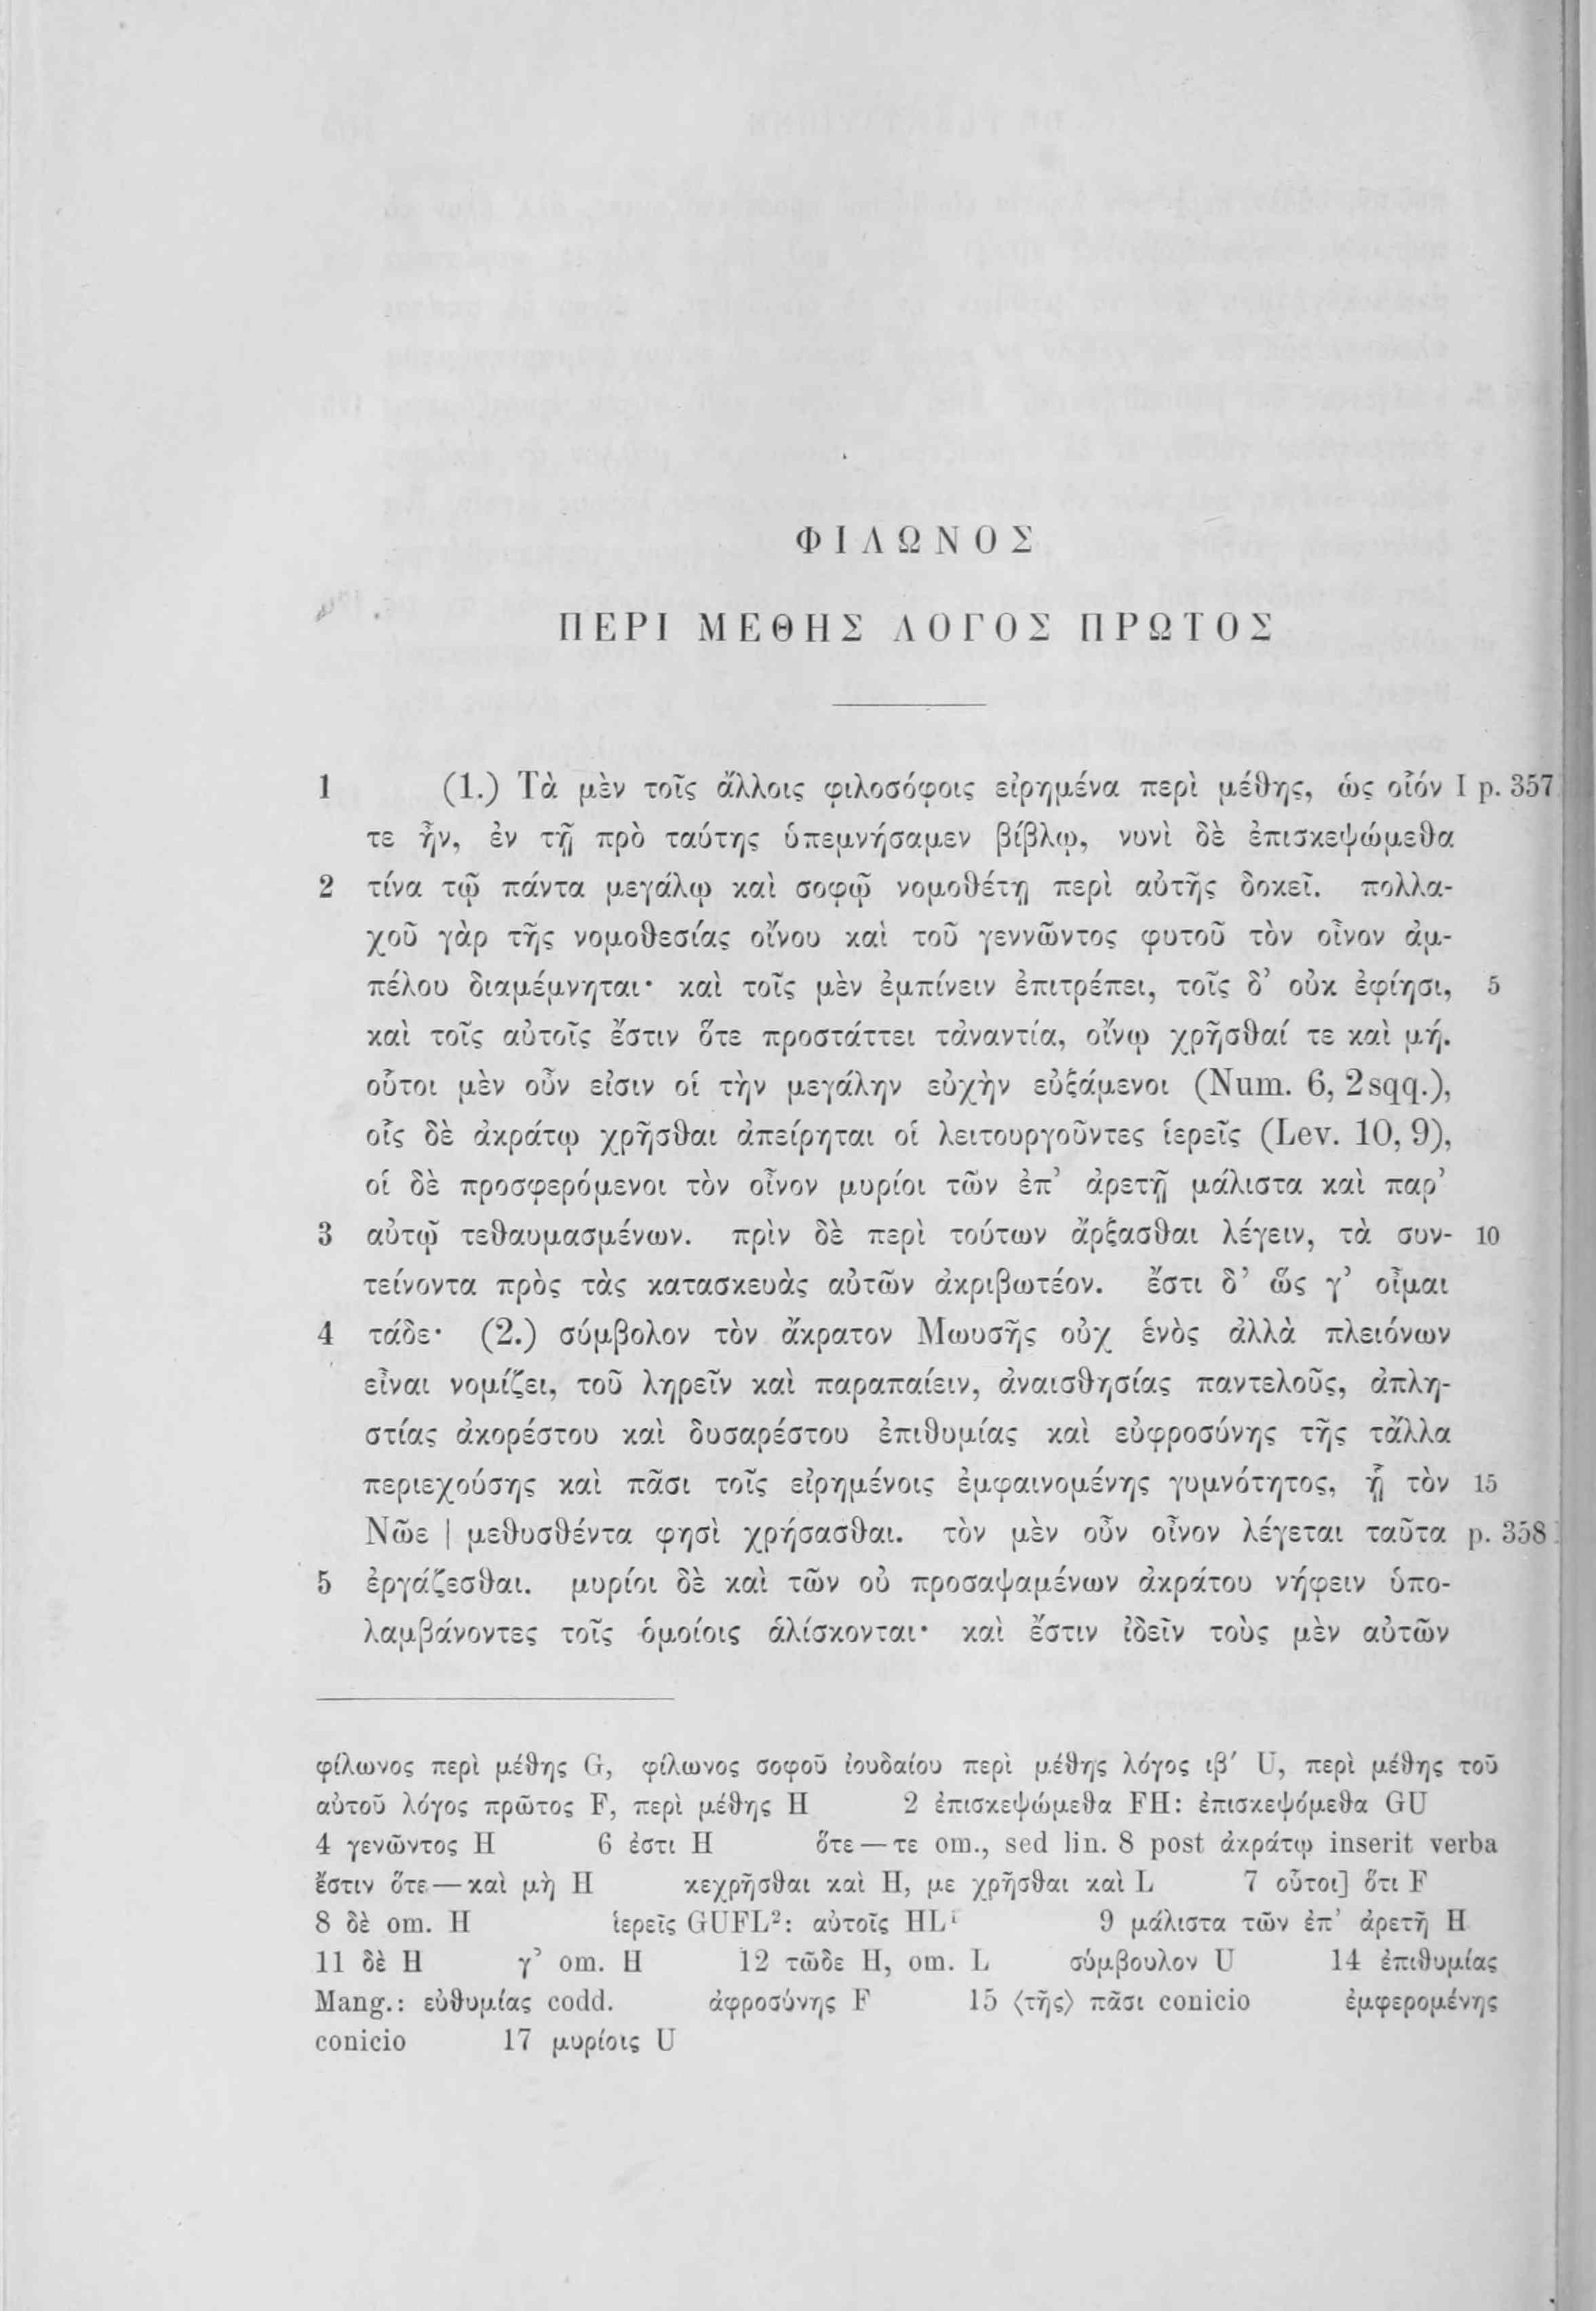 ΦΙΛΩΝΟΣ
ΠΕΡΙ ΜΕΘΗΣ ΛΟΓΟΣ ΠΡΩΤΟΣ
1 (1.) Τὰ μὲν τοῖς ἄλλοις φιλοσόφοις εἰρημένα περὶ μέθης, ὡς οἷόν I p. 357
τε ἦν, ἐν τῇ πρὸ ταύτης ὑπεμνήσαμεν βίβλῳ, νυνὶ δὲ ἐπισκεψώμεθα
2 τίνα τῷ πάντα μεγάλῳ καὶ σοφῷ νομοθέτῃ περὶ αὐτῆς δοκεῖ. πολλα-
χοῦ γὰρ τῆς νομοθεσίας οἴνου καὶ τοῦ γεννῶντος φυτοῦ τὸν οἶνον ἀμ-
πέλου διαμέμνηται· καὶ τοῖς μὲν ἐμπίνειν ἐπιτρέπει, τοῖς δ’ οὐκ ἐφίησι, 5
καὶ τοῖς αὐτοῖς ἔστιν ὅτε προστάττει τἀναντία, οἴνῳ χρῆσθαί τε καὶ μή.
οὗτοι μὲν οὖν εἰσιν οἱ τὴν μεγάλην εὐχὴν εὐξάμενοι (Num. 6, 2 sqq.),
οἷς δὲ ἀκράτῳ χρῆσθαι ἀπείρηται οἱ λειτουργοῦντες ἱερεῖς (Lev. 10, 9),
οἱ δὲ προσφερόμενοι τὸν οἶνον μυρίοι τῶν ἐπ’ ἀρετῇ μάλιστα καὶ παρ’
3 αὐτῷ τεθαυμασμένων. πρὶν δὲ περὶ τούτων ἄρξασθαι λέγειν, τὰ συν- 10
τείνοντα πρὸς τὰς κατασκευὰς αὐτῶν ἀκριβωτέον. ἔστι δ’ ὥς γ’ οἶμαι
4 τάδε· (2.) σύμβολον τὸν ἄκρατον Μωυσῆς οὐχ ἑνὸς ἀλλὰ πλειόνων
εἶναι νομίζει, τοῦ ληρεῖν καὶ παραπαίειν, ἀναισθησίας παντελοῦς, ἀπλη-
στίας ἀκορέστου καὶ δυσαρέστου ἐπιθυμίας καὶ εὐφροσύνης τῆς τἄλλα
περιεχούσης καὶ πᾶσι τοῖς εἰρημένοις ἐμφαινομένης γυμνότητος, ᾗ τὸν 15
Νῶε | μεθυσθέντα φησὶ χρήσασθαι. τὸν μὲν οὖν οἶνον λέγεται ταῦτα p. 358
5 ἐργάζεσθαι. μυρίοι δὲ καὶ τῶν οὐ προσαψαμένων ἀκράτου νήφειν ὑπο-
λαμβάνοντες τοῖς ὁμοίοις ἁλίσκονται· καὶ ἔστιν ἰδεῖν τοὺς μὲν αὐτῶν
φίλωνος περὶ μέθης G, φίλωνος σοφοῦ ἰουδαίου περὶ μέθης λόγος ιβ′ U, περὶ μέθης τοῦ
αὐτοῦ λόγος πρῶτος F, περὶ μέθης H 2 ἐπισκεψώμεθα FH: ἐπισκεψόμεθα GU
4 γενῶντος H 6 ἐστι H ὅτε — τε om., sed lin. 8 post ἀκράτῳ inserit verba
ἔστιν ὅτε — καὶ μὴ H κεχρῆσθαι καὶ H, με χρῆσθαι καὶ L 7 οὗτοι] ὅτι F
8 δὲ om. H ἱερεῖς GUFL²: αὐτοῖς HL¹ 9 μάλιστα τῶν ἐπ’ ἀρετῇ H
11 δὲ H γ’ om. H 12 τῶδε H, om. L σύμβουλον U 14 ἐπιθυμίας
Mang.: εὐθυμίας codd. ἀφροσύνης F 15 ⟨τῆς⟩ πᾶσι conicio ἐμφερομένης
conicio 17 μυρίοις U